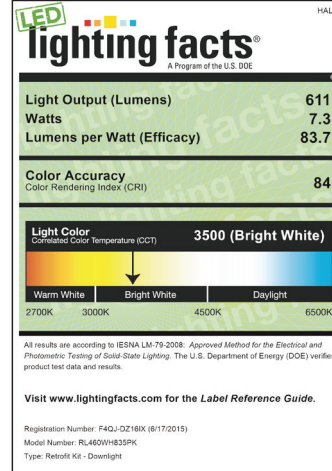 HAL
LED
lighting facts®
A Program of the U.S. DOE
Light Output (Lumens) 611
Watts 7.3
Lumens per Watt (Efficacy) 83.7
Color Accuracy 84
Color Rendering Index (CRI)
Light Color 3500 (Bright White)
Correlated Color Temperature (CCT)
Warm White Bright White Daylight
2700K 3000K 4500K 6500K
All results are according to IESNA LM-79-2008: Approved Method for the Electrical and
Photometric Testing of Solid-State Lighting. The U.S. Department of Energy (DOE) verifie
product test data and results.
Visit www.lightingfacts.com for the Label Reference Guide.
Registration Number: F4QJ-DZ16IX (6/17/2015)
Model Number: RL460WH835PK
Type: Retrofit Kit - Downlight